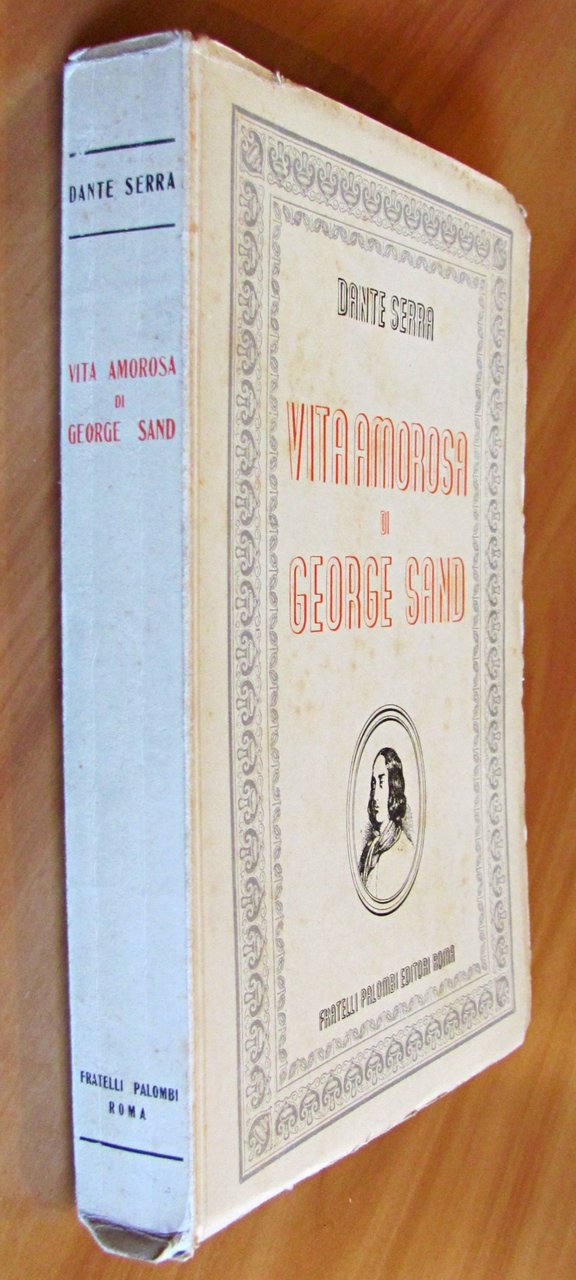 DANTE SERRA
VITA AMOROSA
DI
GEORGE SAND
FRATELLI PALOMBI
ROMA
DANTE SERRA
VITA AMOROSA
DI
GEORGE SAND
FRATELLI PALOMBI EDITORI ROMA